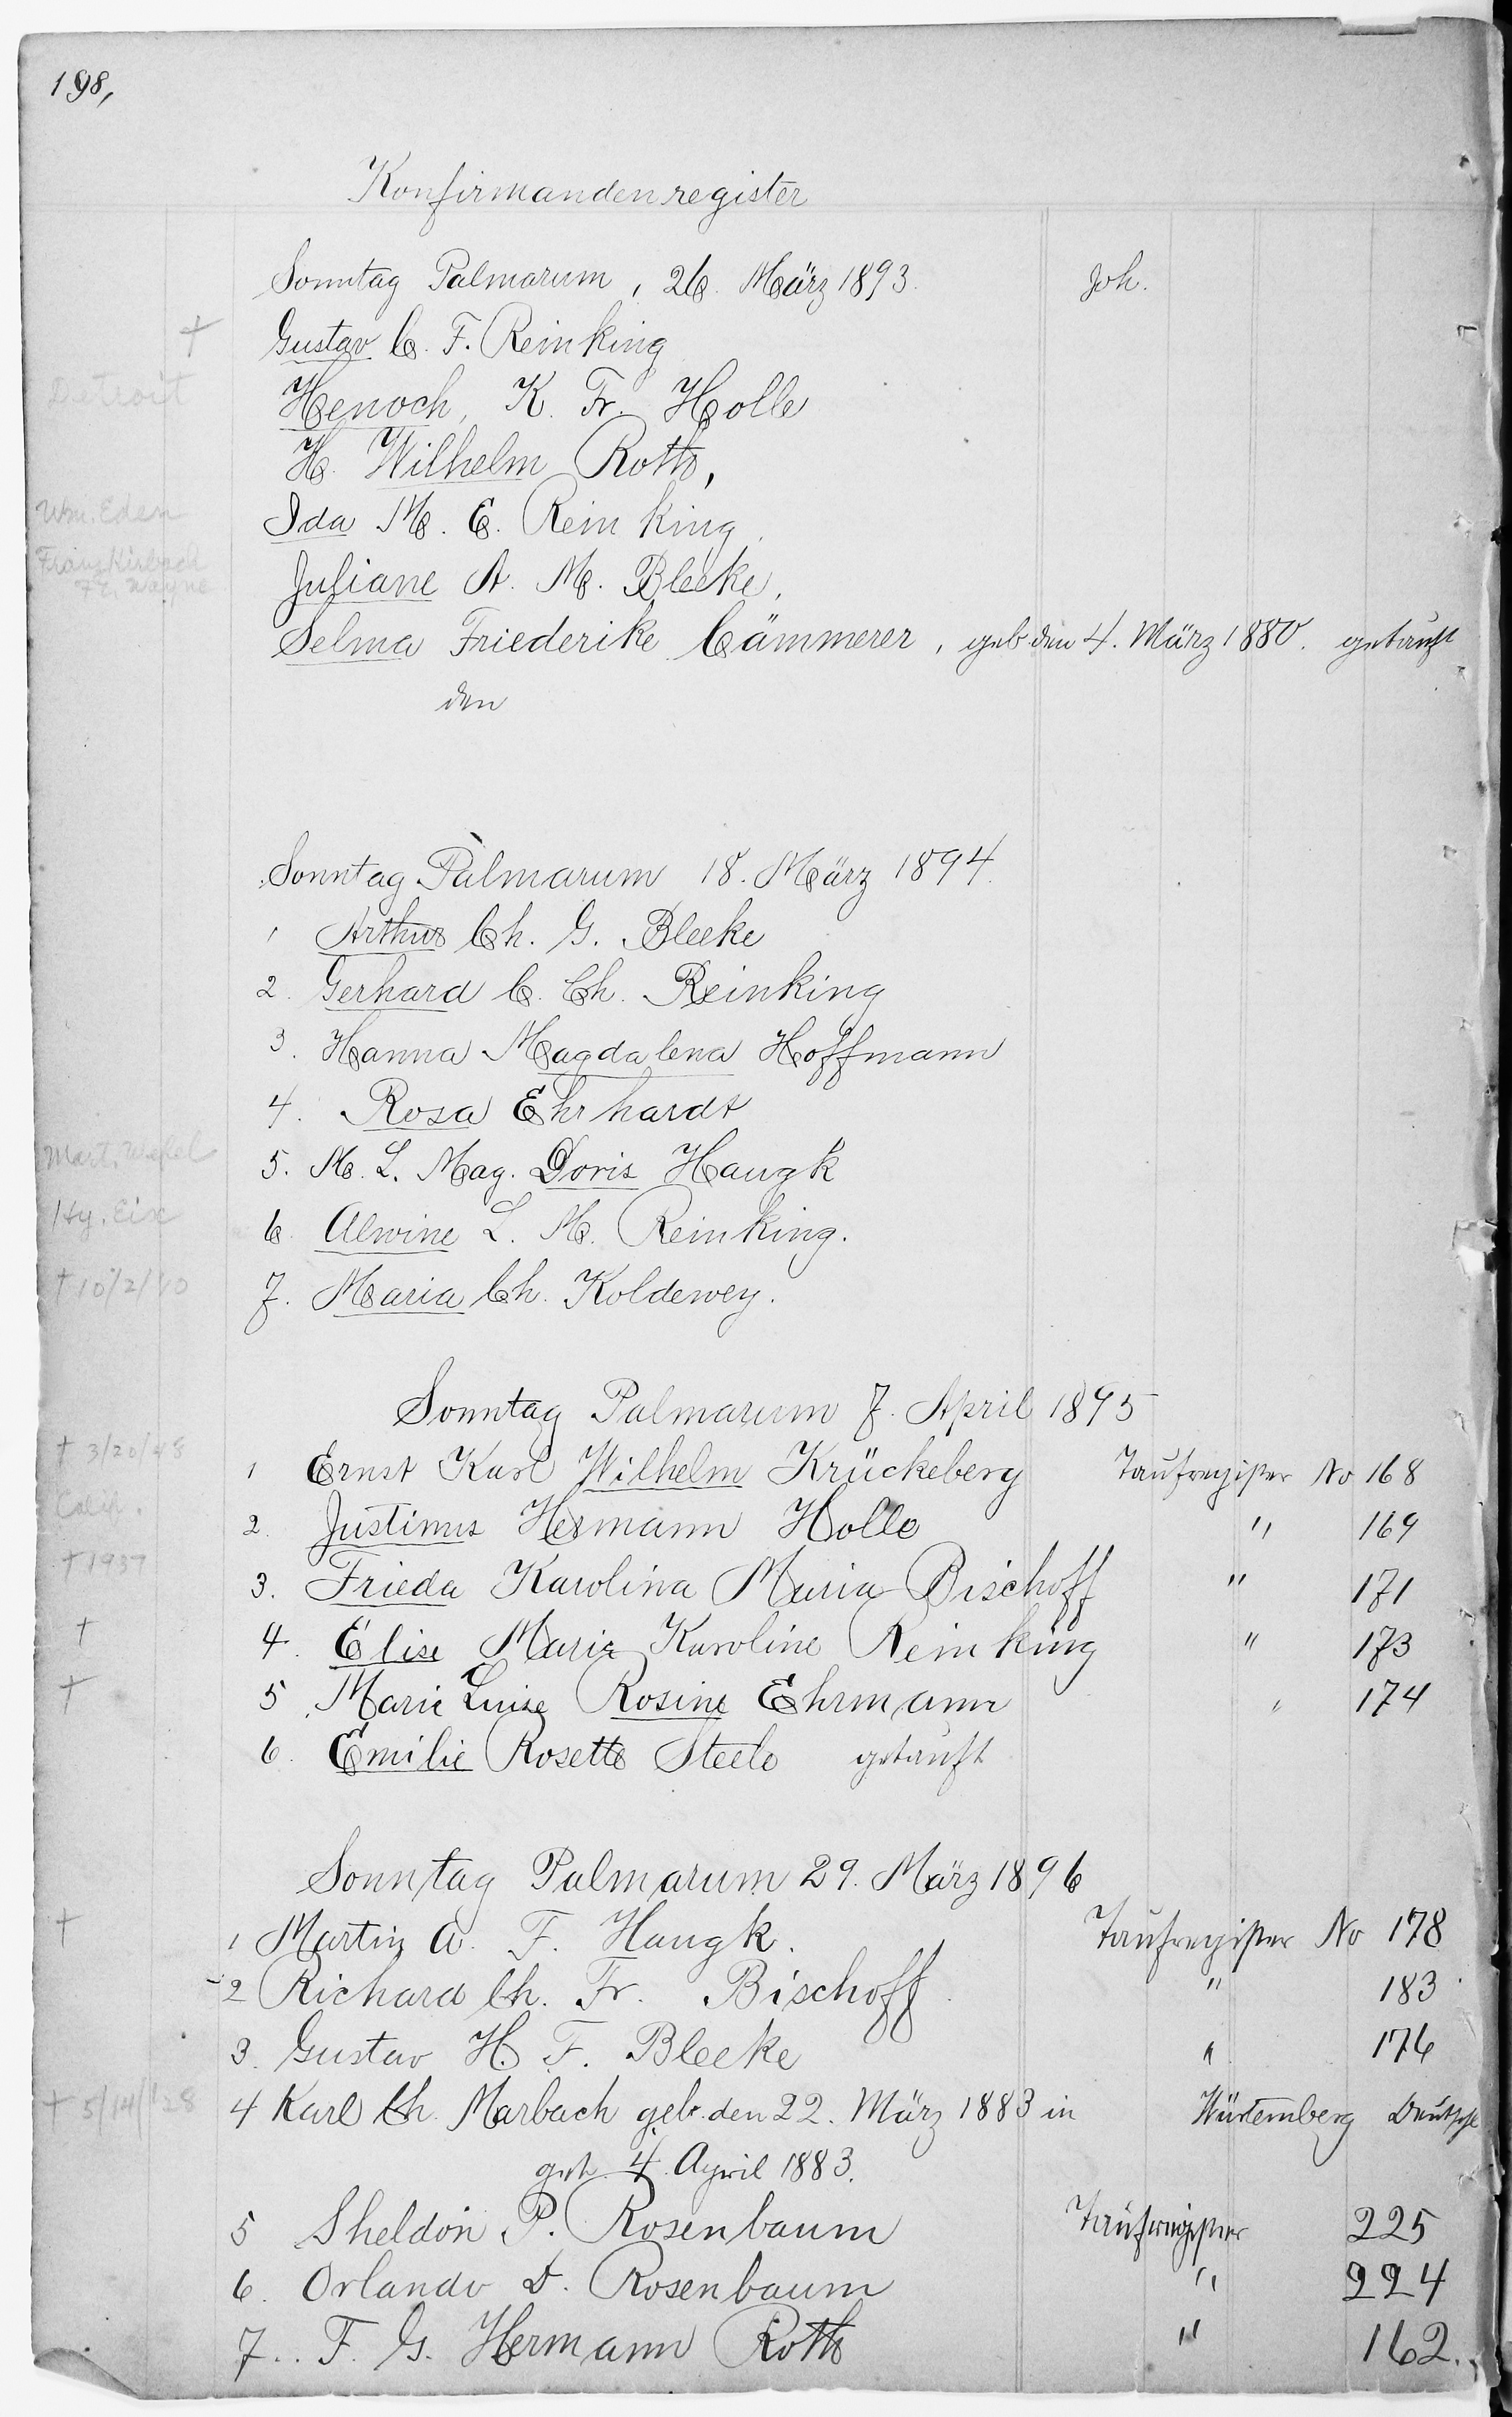 198,
Konfirmandenregister
Sonntag Palmarum, 26. März 1893. Joh.
† Gustav C. F. Reinking
Detroit Henoch, K. Fr. Holle
H. Wilhelm Roth,
Wm. Eden Ida M. C. Reinking.
Franz Kirbach
Ft. Wayne Juliane A. M. Bleeke.
Selma Friederike Cämmerer, geb den 4. März 1880. getauft
den
Sonntag Palmarum 18. März 1894.
1 Arthur Ch. G. Bleeke
2. Gerhard C. Ch. Reinking
3. Hanna Magdalena Hoffmann
4. Rosa Ehrhardt
Mart. 5. M. L. Mag. Doris Haugk
Hy. Eix 6. Alwine L. M. Reinking.
† 10/2/10 7. Maria Ch. Koldewey.
Sonntag Palmarum 7. April 1895
† 3/20/48 1 Ernst Karl Wilhelm Krückeberg Taufregister No 168
Calif. 2. Justinus Hermann Holle " 169
† 1937 3. Frieda Karolina Maria Bischoff " 171
† 4. Elise Marie Karoline Reinking " 173
† 5 Marie Luise Rosine Ehrmann " 174
6. Emilie Rosette Steele getauft
Sonntag Palmarum 29. März 1896
† 1 Martin A. F. Haugk. Taufregister No 178
2 Richard Ch. Fr. Bischoff. " 183
3. Gustav H. F. Bleeke " 176
† 5/14/28 4 Karl Ch. Marbach geb. den 22. März 1883 in Würtemberg Deutschl
get. 4. April 1883.
5 Sheldon P. Rosenbaum Taufregister 225
6. Orlando D. Rosenbaum " 224
7.. F. G. Hermann Roth " 162.